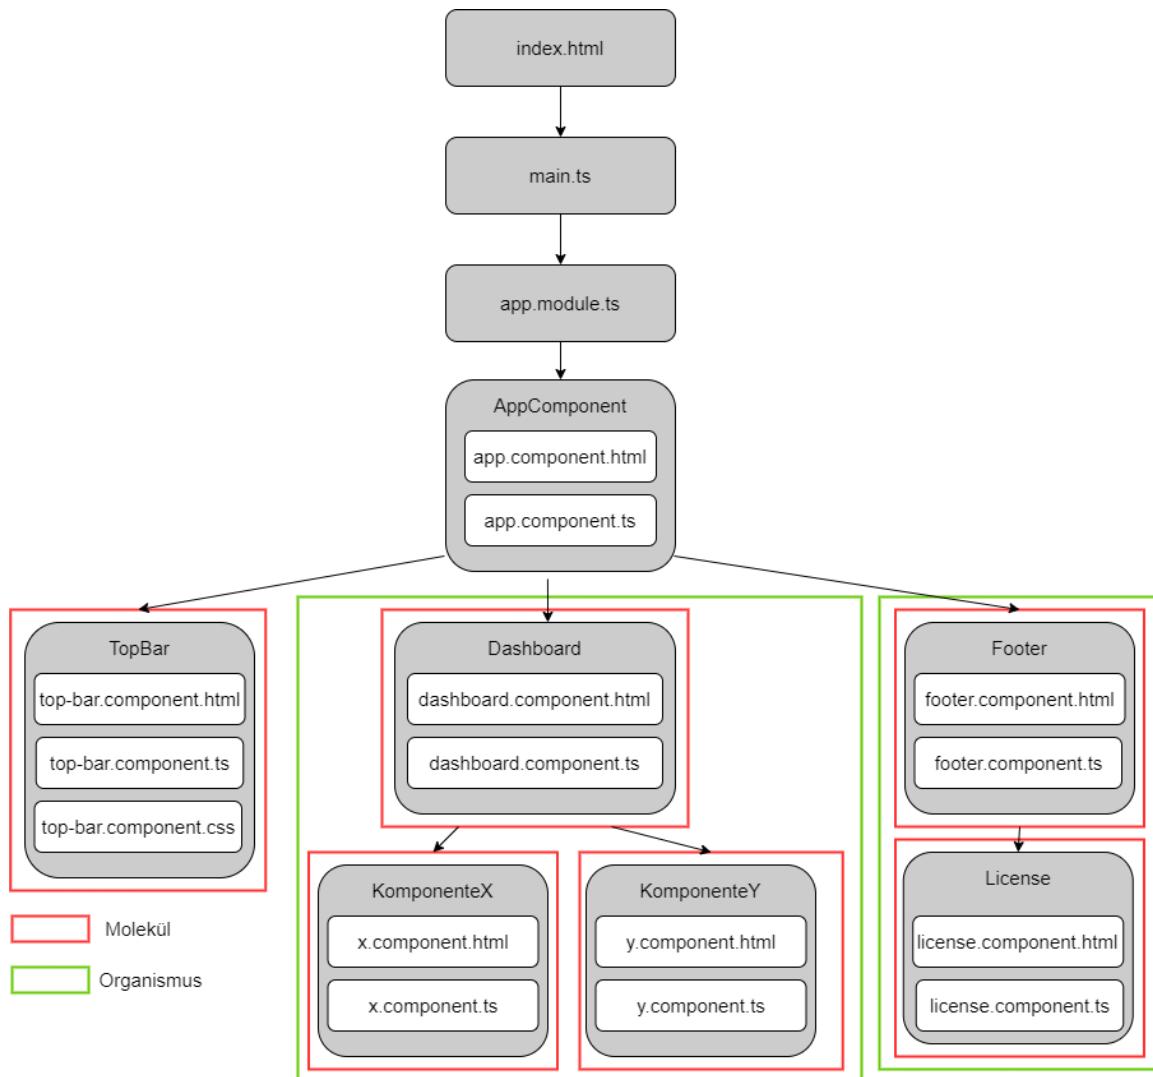 index.html
main.ts
app.module.ts
AppComponent
app.component.html
app.component.ts
TopBar
top-bar.component.html
top-bar.component.ts
top-bar.component.css
Dashboard
dashboard.component.html
dashboard.component.ts
Footer
footer.component.html
footer.component.ts
KomponenteX
x.component.html
x.component.ts
KomponenteY
y.component.html
y.component.ts
License
license.component.html
license.component.ts
Molekül
Organismus